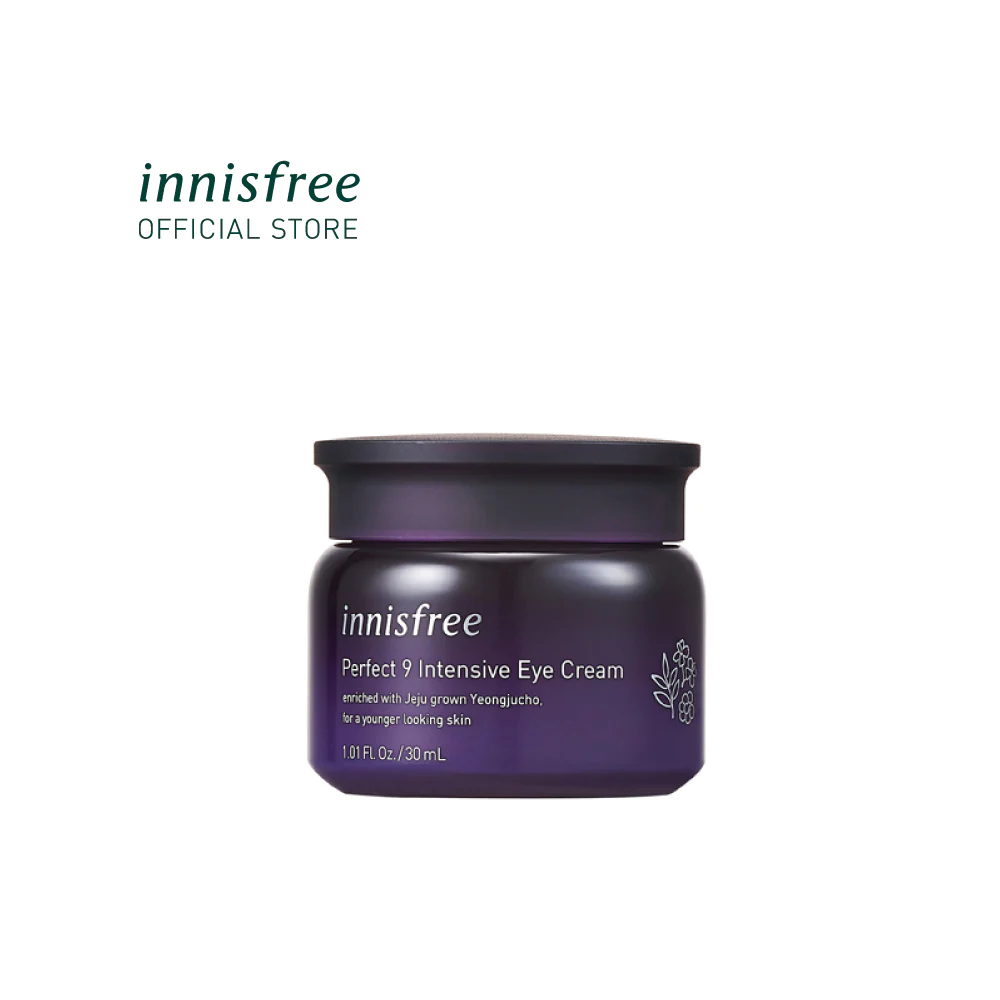 innisfree
OFFICIAL STORE
innisfree
Perfect 9 Intensive Eye Cream
enriched with Jeju grown Yeongjucho,
for a younger looking skin
1.01 Fl. Oz. / 30 mL